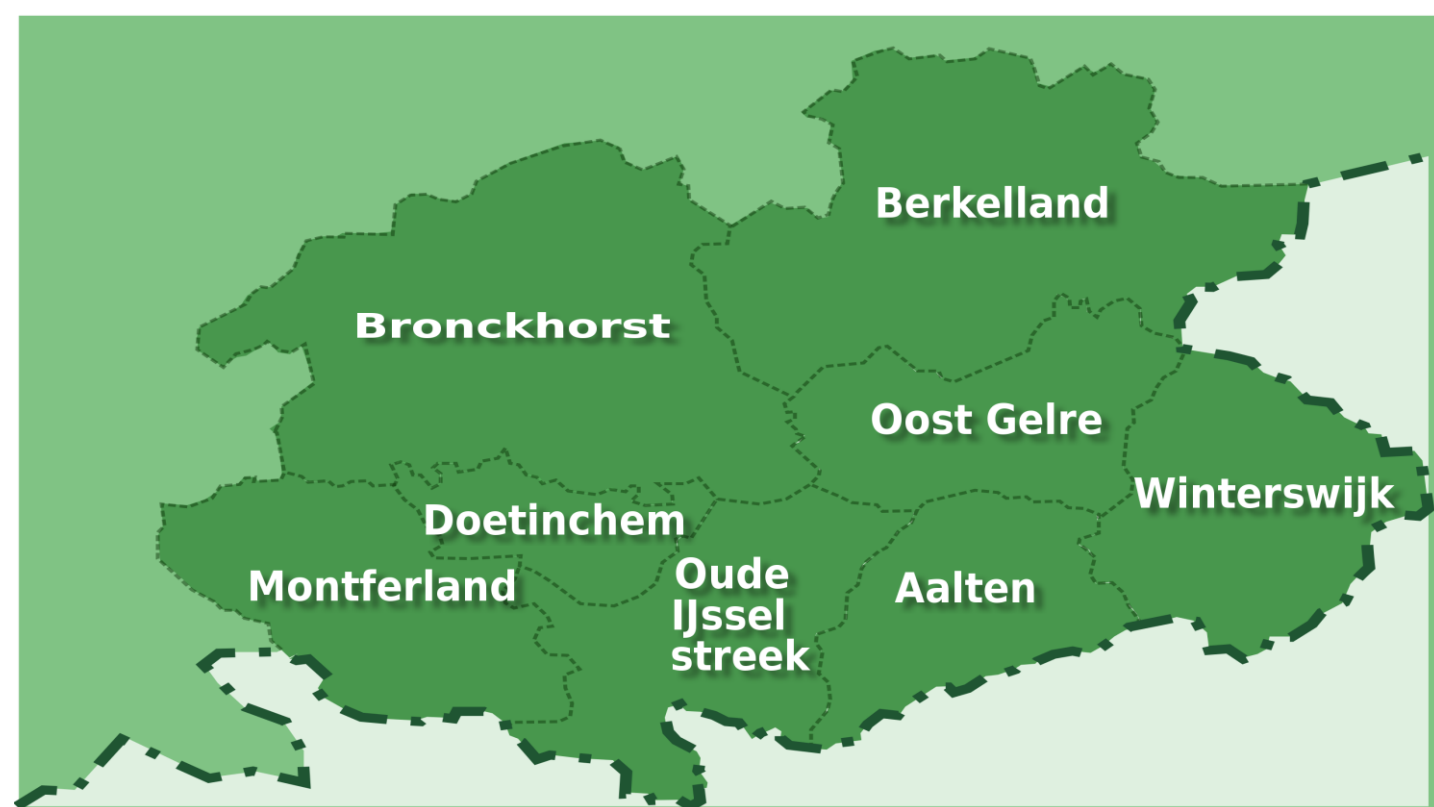 Berkelland
Bronckhorst
Oost Gelre
Winterswijk
Doetinchem
Montferland
Oude
IJssel
streek
Aalten